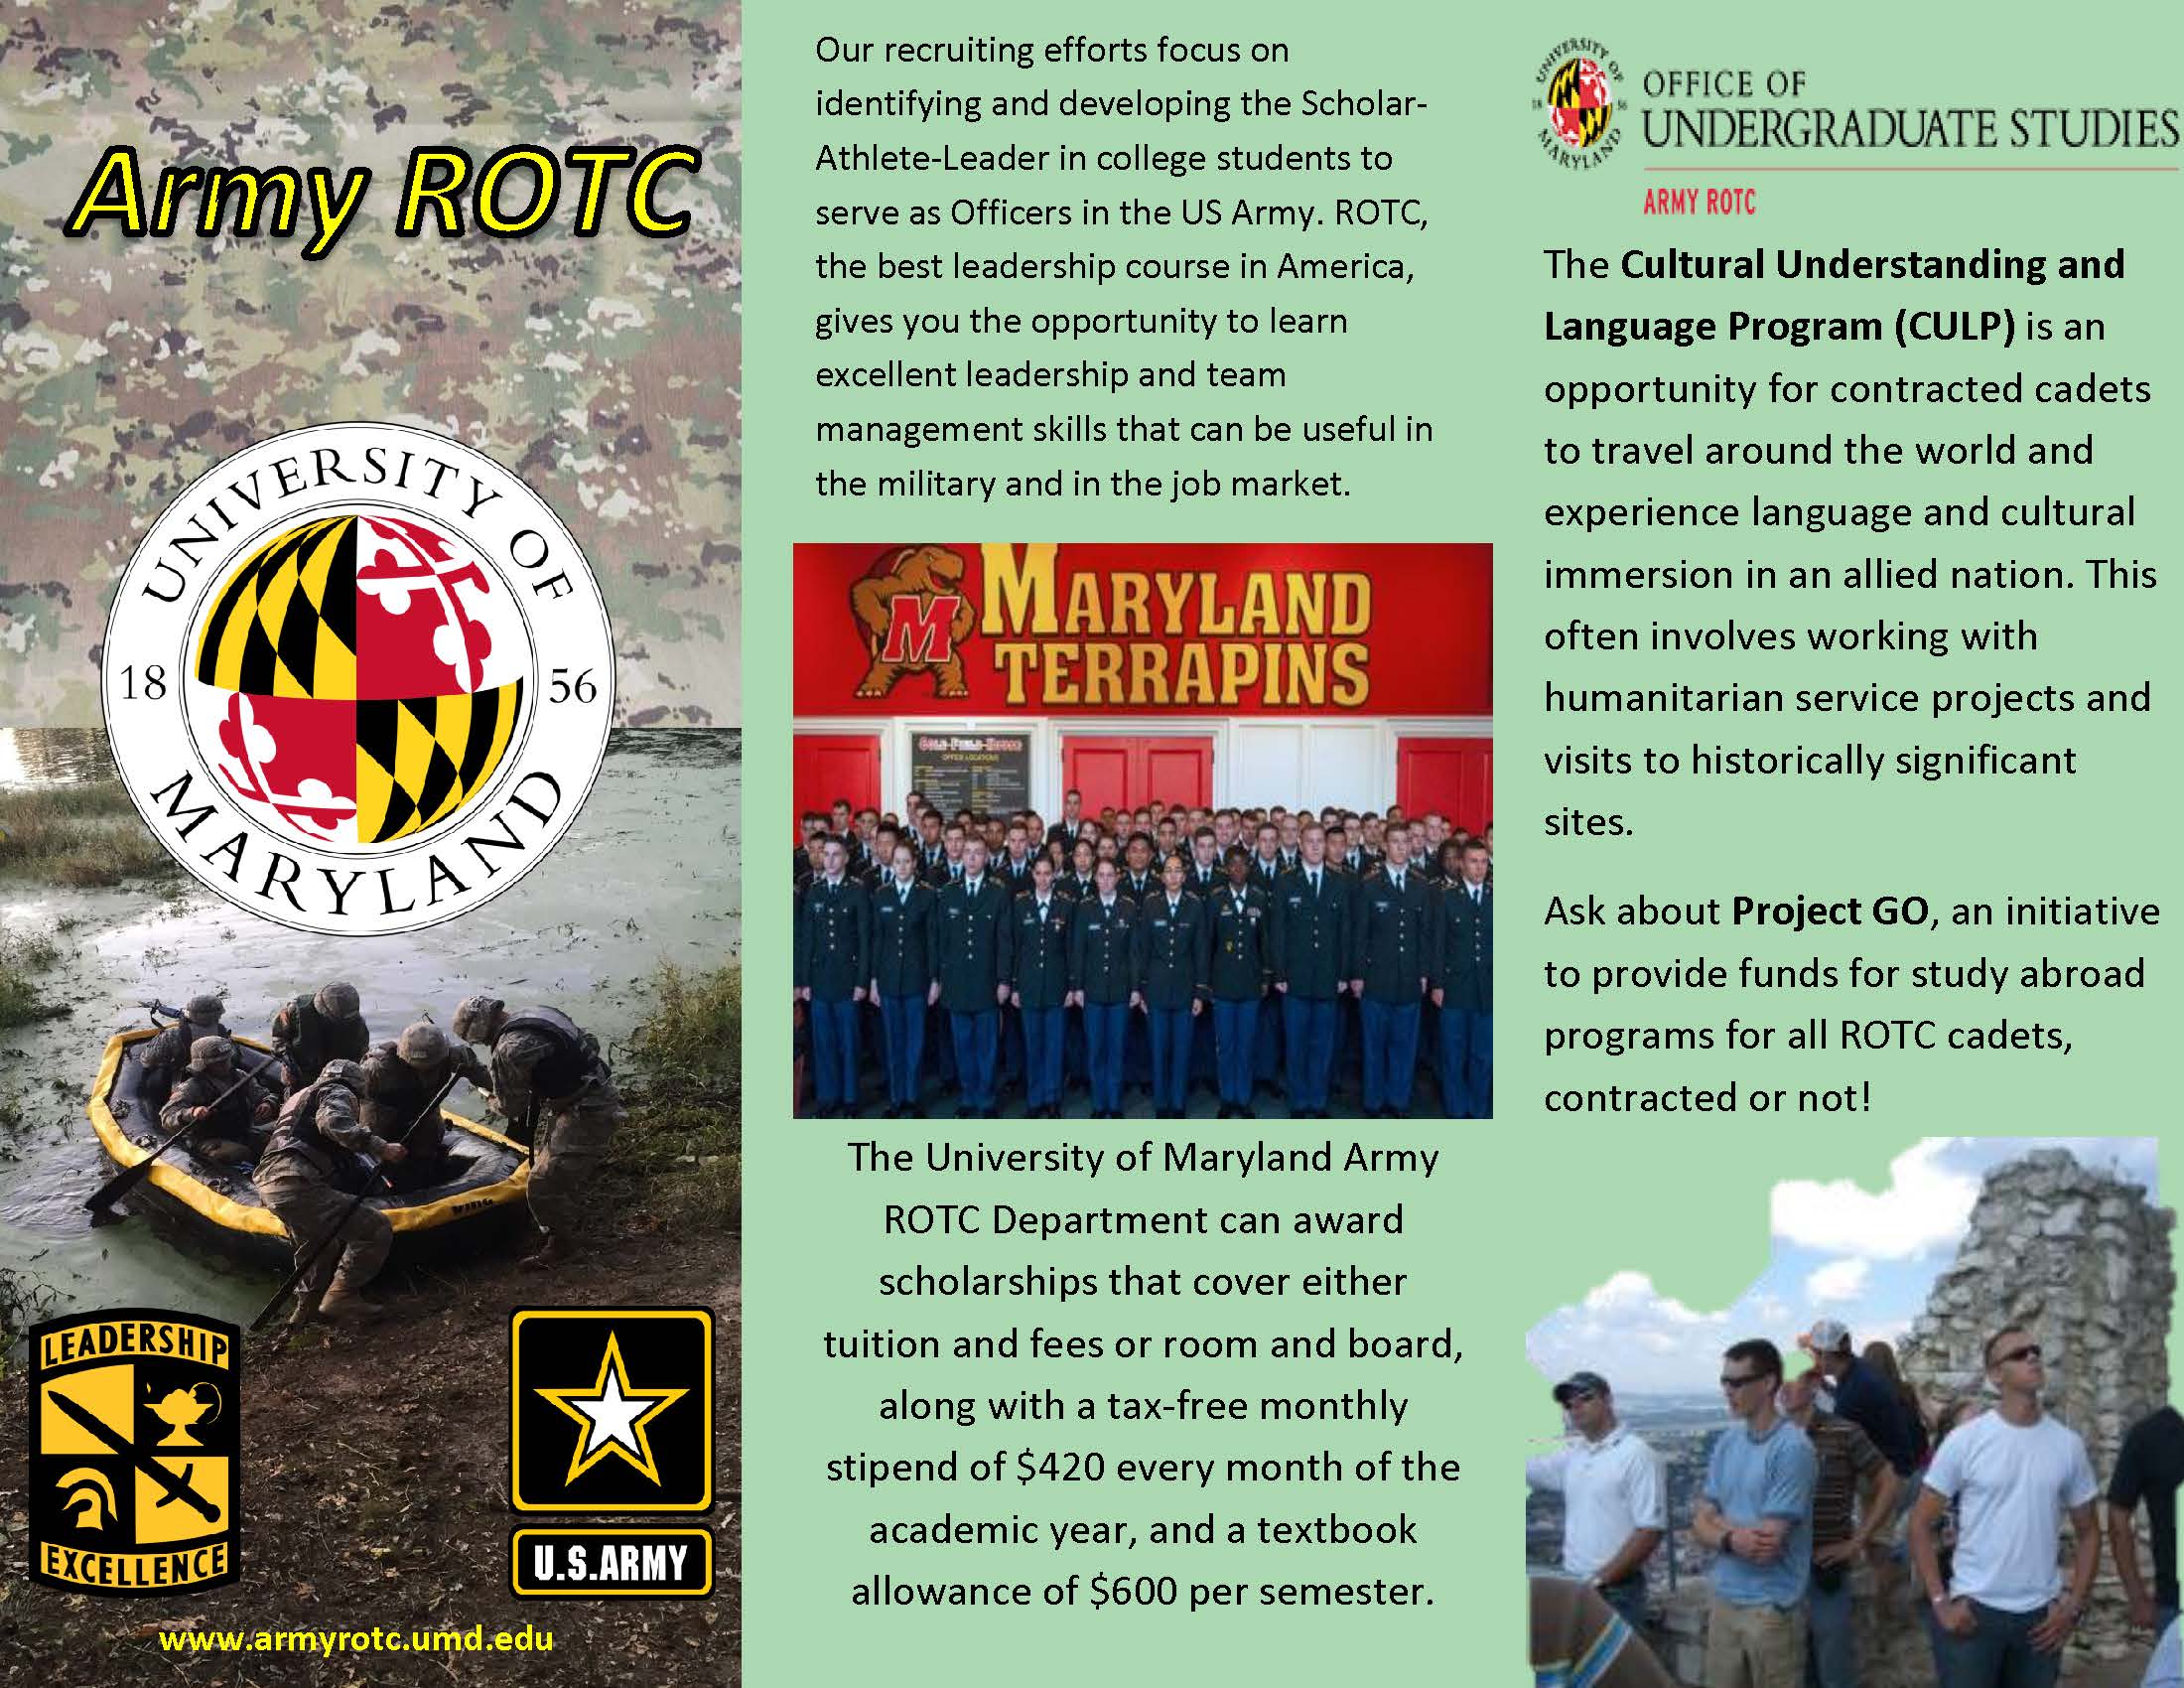 Army ROTC
UNIVERSITY OF
18 56
MARYLAND
LEADERSHIP
EXCELLENCE
U.S.ARMY
www.armyrotc.umd.edu
Our recruiting efforts focus on
identifying and developing the Scholar-
Athlete-Leader in college students to
serve as Officers in the US Army. ROTC,
the best leadership course in America,
gives you the opportunity to learn
excellent leadership and team
management skills that can be useful in
the military and in the job market.
M
MARYLAND
TERRAPINS
COLE FIELD HOUSE
OFFICE LOCATIONS
The University of Maryland Army
ROTC Department can award
scholarships that cover either
tuition and fees or room and board,
along with a tax-free monthly
stipend of $420 every month of the
academic year, and a textbook
allowance of $600 per semester.
UNIVERSITY OF
18 56
MARYLAND
OFFICE OF
UNDERGRADUATE STUDIES
ARMY ROTC
The Cultural Understanding and
Language Program (CULP) is an
opportunity for contracted cadets
to travel around the world and
experience language and cultural
immersion in an allied nation. This
often involves working with
humanitarian service projects and
visits to historically significant
sites.
Ask about Project GO, an initiative
to provide funds for study abroad
programs for all ROTC cadets,
contracted or not!